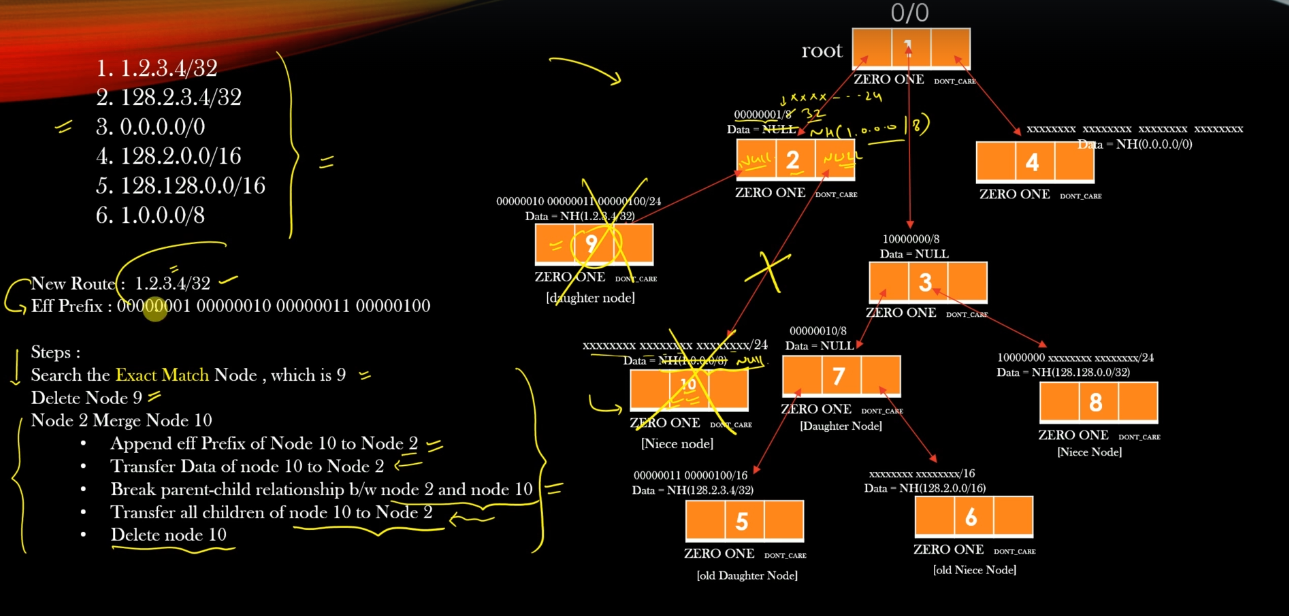 0/0
root
1
ZERO ONE DONT_CARE
1. 1.2.3.4/32
2. 128.2.3.4/32
3. 0.0.0.0/0
4. 128.2.0.0/16
5. 128.128.0.0/16
6. 1.0.0.0/8
xxxx - - - 24
00000001/8 32
Data = NULL NH(1.0.0.0/8)
NULL 2 NULL
ZERO ONE DONT_CARE
xxxxxxxx xxxxxxxx xxxxxxxx xxxxxxxx
Data = NH(0.0.0.0/0)
4
ZERO ONE DONT_CARE
00000010 00000011 00000100/24
Data = NH(1.2.3.4/32)
9
ZERO ONE DONT_CARE
[daughter node]
10000000/8
Data = NULL
3
ZERO ONE DONT_CARE
New Route : 1.2.3.4/32
Eff Prefix : 00000001 00000010 00000011 00000100
Steps :
Search the Exact Match Node , which is 9
Delete Node 9
Node 2 Merge Node 10
• Append eff Prefix of Node 10 to Node 2
• Transfer Data of node 10 to Node 2
• Break parent-child relationship b/w node 2 and node 10
• Transfer all children of node 10 to Node 2
• Delete node 10
xxxxxxxx xxxxxxxx xxxxxxxx/24
Data = NH(1.0.0.0/8) NULL
10
ZERO ONE DONT_CARE
[Niece node]
00000010/8
Data = NULL
7
ZERO ONE DONT_CARE
[Daughter Node]
10000000 xxxxxxxx xxxxxxxx/24
Data = NH(128.128.0.0/32)
8
ZERO ONE DONT_CARE
[Niece Node]
00000011 00000100/16
Data = NH(128.2.3.4/32)
5
ZERO ONE DONT_CARE
[old Daughter Node]
xxxxxxxx xxxxxxxx/16
Data = NH(128.2.0.0/16)
6
ZERO ONE DONT_CARE
[old Niece Node]